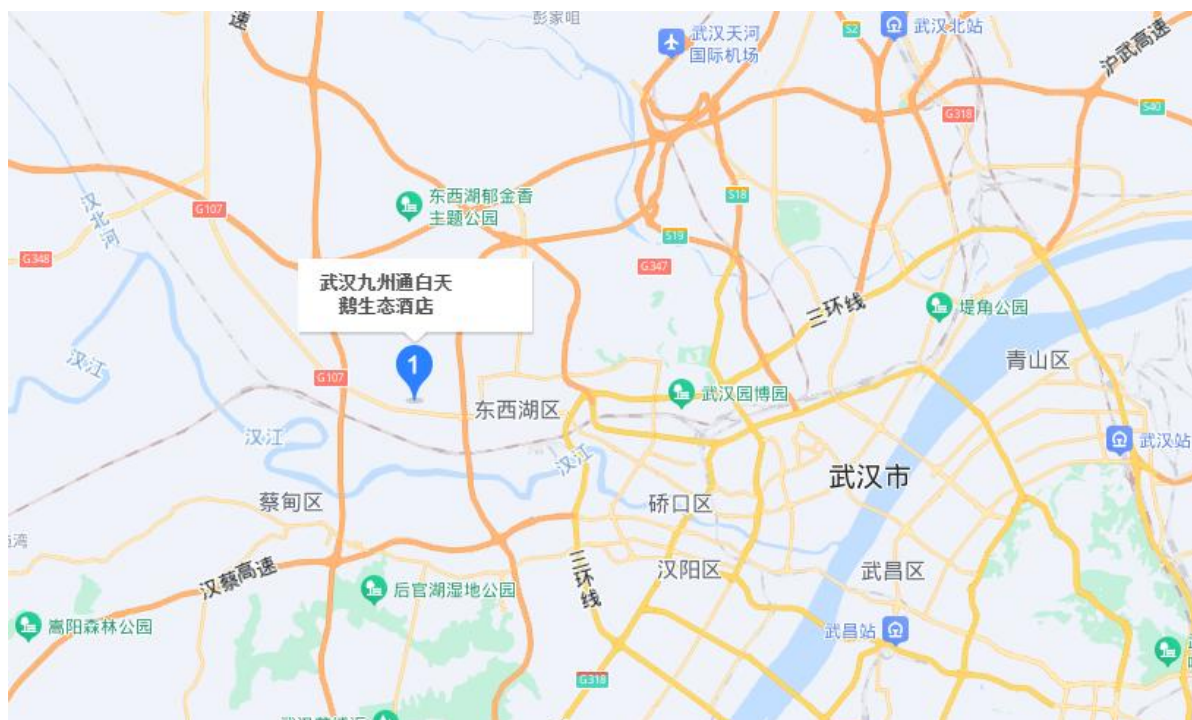 彭家咀
速
武汉天河
国际机场
S2
武汉北站
沪武高速
S40
G318
汉北河
G107
东西湖郁金香
主题公园
S18
S19
G348
G347
武汉九州通白天
鹅生态酒店
三环线
堤角公园
汉江
青山区
1
G107
武汉园博园
东西湖区
汉江
汉江
武汉站
武汉市
蔡甸区
硚口区
湾
汉蔡高速
三环线
汉阳区
武昌区
后官湖湿地公园
嵩阳森林公园
武昌站
G318